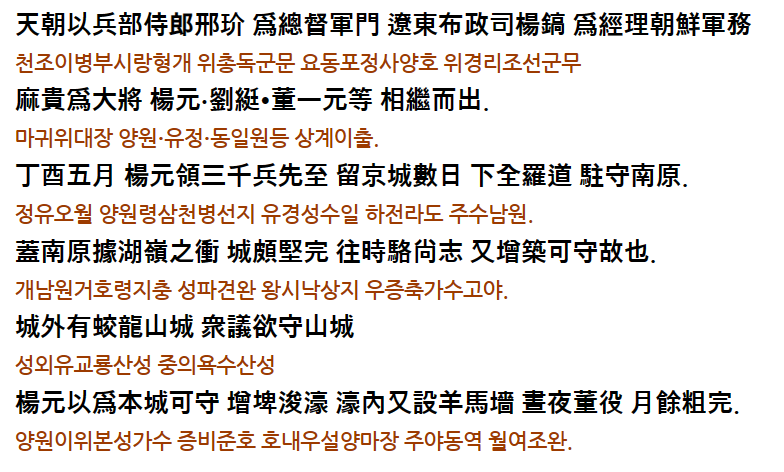 天朝以兵部侍郎邢玠 爲總督軍門 遼東布政司楊鎬 爲經理朝鮮軍務
천조이병부시랑형개 위총독군문 요동포정사양호 위경리조선군무
麻貴爲大將 楊元·劉綎•董一元等 相繼而出.
마귀위대장 양원·유정·동일원등 상계이출.
丁酉五月 楊元領三千兵先至 留京城數日 下全羅道 駐守南原.
정유오월 양원령삼천병선지 유경성수일 하전라도 주수남원.
蓋南原據湖嶺之衝 城頗堅完 往時駱尙志 又增築可守故也.
개남원거호령지충 성파견완 왕시낙상지 우증축가수고야.
城外有蛟龍山城 衆議欲守山城
성외유교룡산성 중의욕수산성
楊元以爲本城可守 增埤浚濠 濠內又設羊馬墻 晝夜董役 月餘粗完.
양원이위본성가수 증비준호 호내우설양마장 주야동역 월여조완.